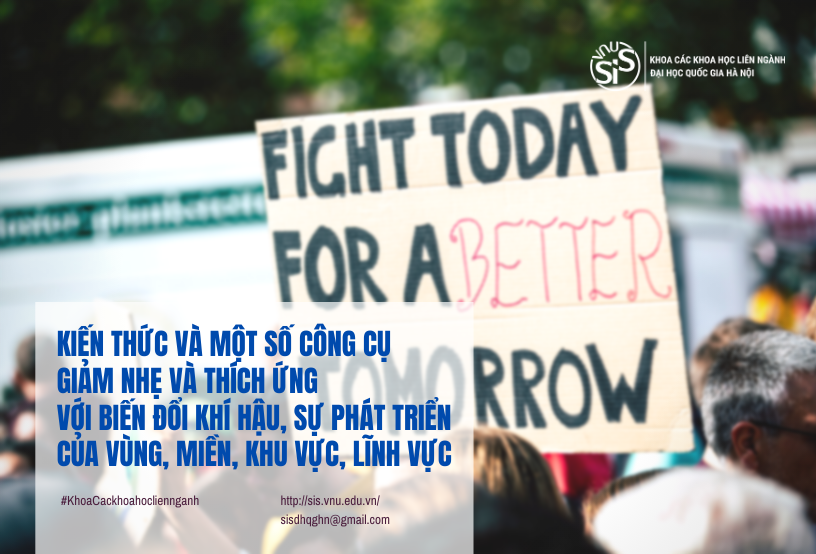 VNU
SiS
KHOA CÁC KHOA HỌC LIÊN NGÀNH
ĐẠI HỌC QUỐC GIA HÀ NỘI
FIGHT TODAY
FOR A BETTER
TOMORROW
KIẾN THỨC VÀ MỘT SỐ CÔNG CỤ
GIẢM NHẸ VÀ THÍCH ỨNG
VỚI BIẾN ĐỔI KHÍ HẬU, SỰ PHÁT TRIỂN
CỦA VÙNG, MIỀN, KHU VỰC, LĨNH VỰC
#KhoaCackhoahocliennganh
http://sis.vnu.edu.vn/
sisdhqghn@gmail.com